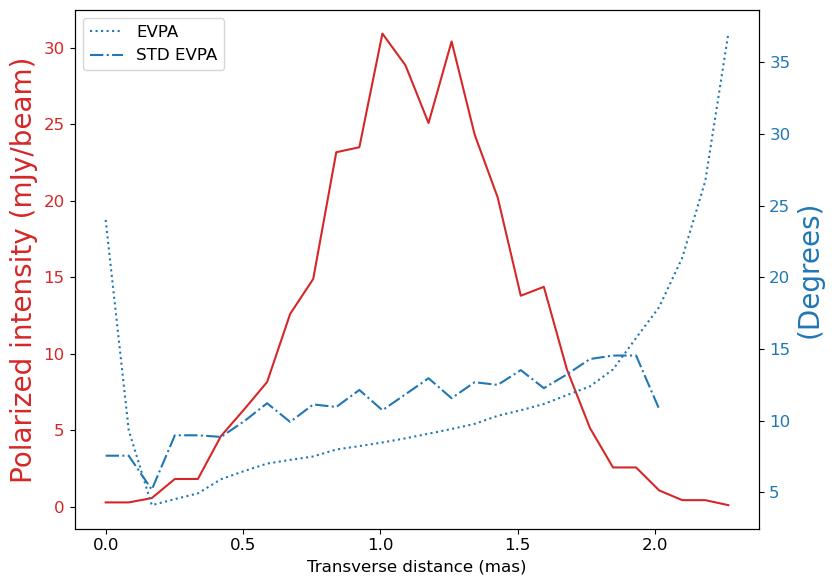 EVPA
STD EVPA
Polarized intensity (mJy/beam)
30
25
20
15
10
5
0
35
30
25
20
15
10
5
(Degrees)
0.0 0.5 1.0 1.5 2.0
Transverse distance (mas)